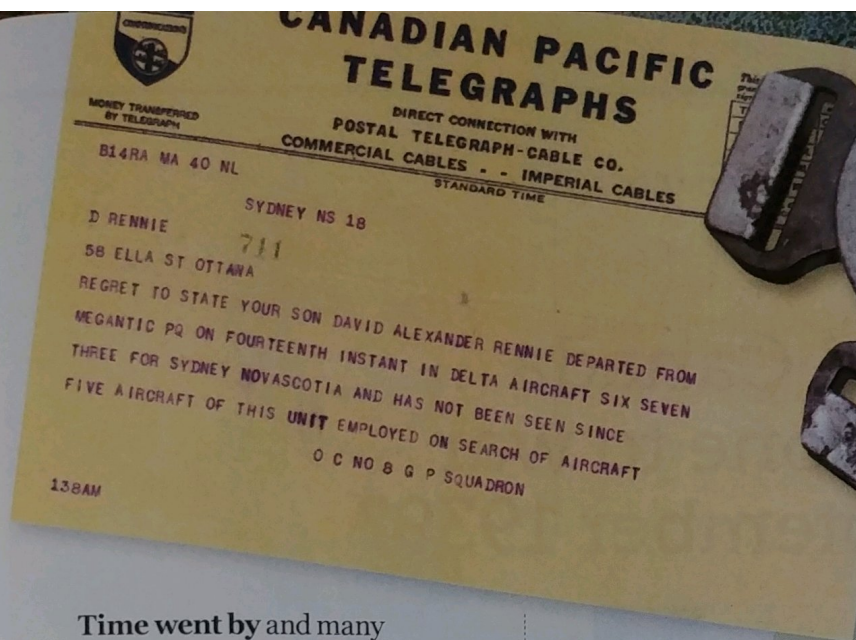 CANADIAN PACIFIC
TELEGRAPHS
MONEY TRANSFERRED
BY TELEGRAPH
DIRECT CONNECTION WITH
POSTAL TELEGRAPH-CABLE CO.
COMMERCIAL CABLES - - IMPERIAL CABLES
STANDARD TIME
B14RA MA 40 NL
SYDNEY NS 18
D RENNIE
711
58 ELLA ST OTTAWA
REGRET TO STATE YOUR SON DAVID ALEXANDER RENNIE DEPARTED FROM
MEGANTIC PQ ON FOURTEENTH INSTANT IN DELTA AIRCRAFT SIX SEVEN
THREE FOR SYDNEY NOVASCOTIA AND HAS NOT BEEN SEEN SINCE
FIVE AIRCRAFT OF THIS UNIT EMPLOYED ON SEARCH OF AIRCRAFT
O C NO 8 G P SQUADRON
138AM
Time went by and many